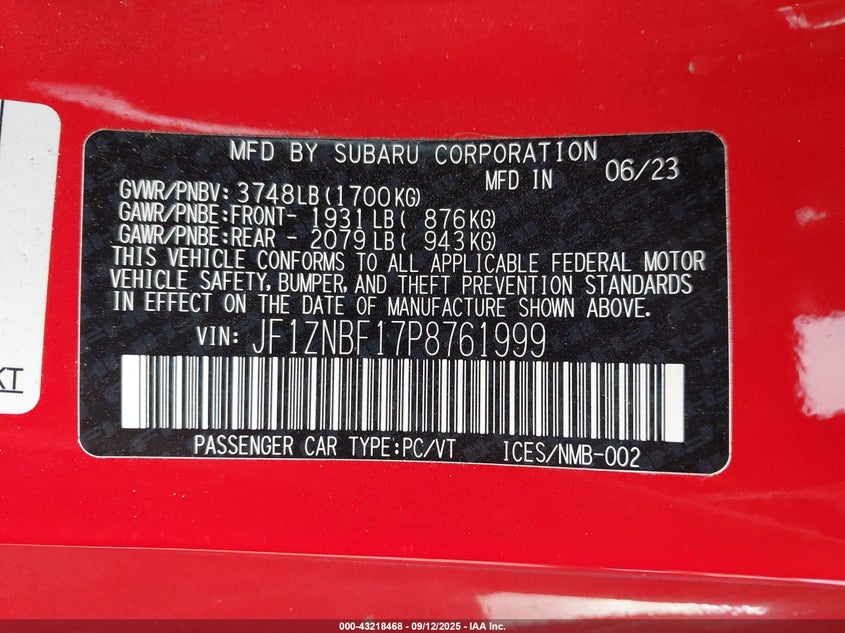 MFD BY SUBARU CORPORATION
MFD IN 06/23
GVWR/PNBV: 3748LB(1700KG)
GAWR/PNBE:FRONT- 1931LB( 876KG)
GAWR/PNBE:REAR - 2079LB( 943KG)
THIS VEHICLE CONFORMS TO ALL APPLICABLE FEDERAL MOTOR
VEHICLE SAFETY, BUMPER, AND THEFT PREVENTION STANDARDS
IN EFFECT ON THE DATE OF MANUFACTURE SHOWN ABOVE.
VIN: JF1ZNBF17P8761999
KT
PASSENGER CAR TYPE:PC/VT ICES/NMB-002
000-43218468 - 09/12/2025 - IAA Inc.